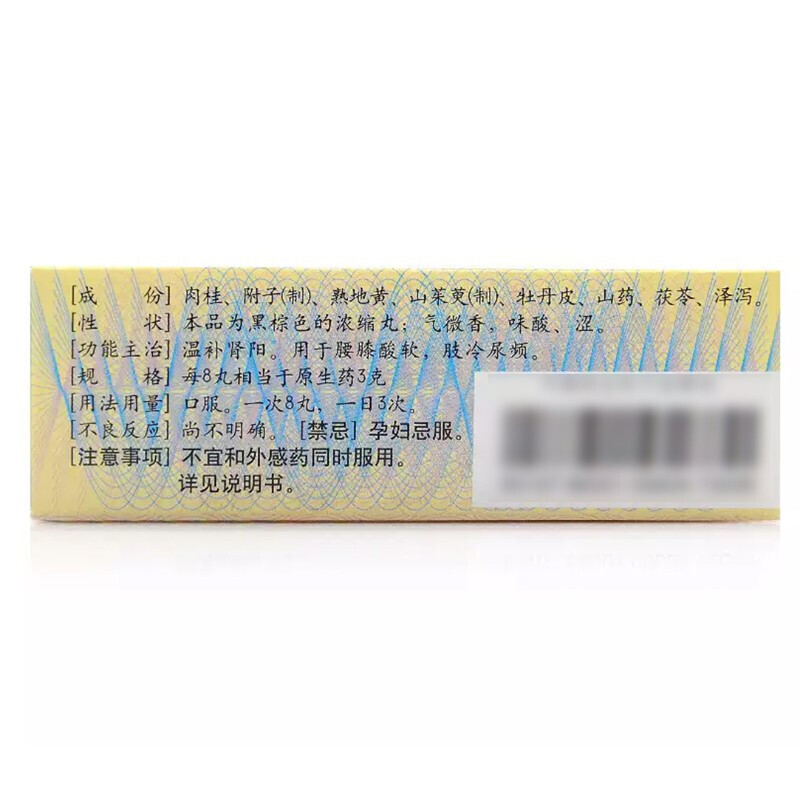 [成 份] 肉桂、附子(制)、熟地黄、山茱萸(制)、牡丹皮、山药、茯苓、泽泻。
[性 状] 本品为黑棕色的浓缩丸；气微香，味酸、涩。
[功能主治] 温补肾阳。用于腰膝酸软，肢冷尿频。
[规 格] 每8丸相当于原生药3克
[用法用量] 口服。一次8丸，一日3次。
[不良反应] 尚不明确。[禁忌] 孕妇忌服。
[注意事项] 不宜和外感药同时服用。
详见说明书。